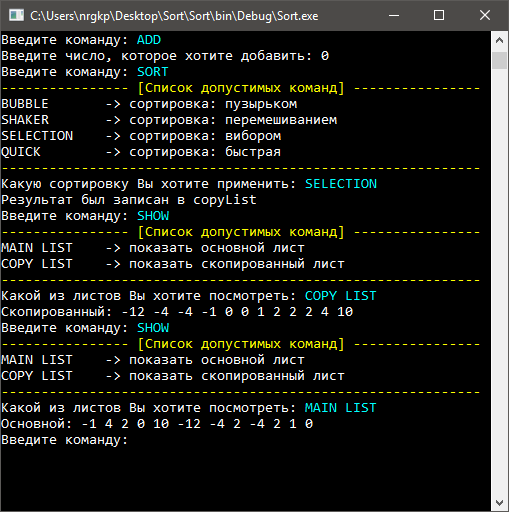 C:\Users\nrgkp\Desktop\Sort\Sort\bin\Debug\Sort.exe
Введите команду: ADD
Введите число, которое хотите добавить: 0
Введите команду: SORT
---------------- [Список допустимых команд] ----------------
BUBBLE       -> сортировка: пузырьком
SHAKER       -> сортировка: перемешиванием
SELECTION    -> сортировка: вибором
QUICK        -> сортировка: быстрая
------------------------------------------------------------
Какую сортировку Вы хотите применить: SELECTION
Результат был записан в copyList
Введите команду: SHOW
---------------- [Список допустимых команд] ----------------
MAIN LIST    -> показать основной лист
COPY LIST    -> показать скопированный лист
------------------------------------------------------------
Какой из листов Вы хотите посмотреть: COPY LIST
Скопированный: -12 -4 -4 -1 0 0 1 2 2 2 4 10
Введите команду: SHOW
---------------- [Список допустимых команд] ----------------
MAIN LIST    -> показать основной лист
COPY LIST    -> показать скопированный лист
------------------------------------------------------------
Какой из листов Вы хотите посмотреть: MAIN LIST
Основной: -1 4 2 0 10 -12 -4 2 -4 2 1 0
Введите команду: